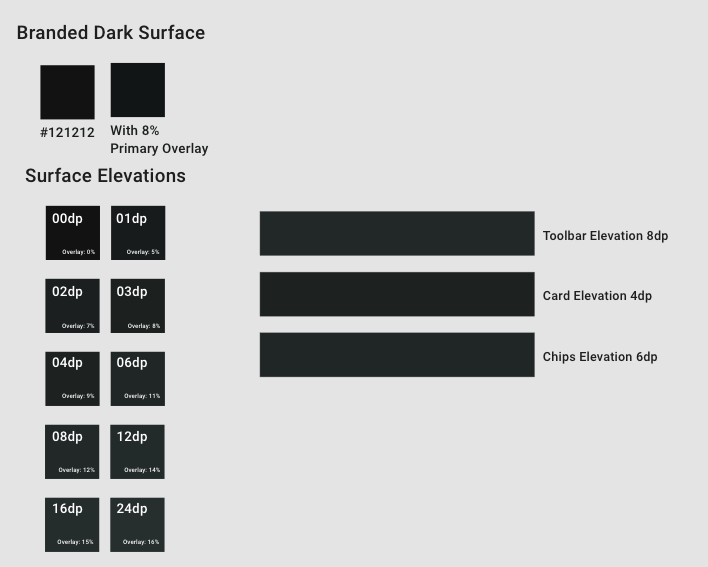 Branded Dark Surface
#121212
With 8%
Primary Overlay
Surface Elevations
00dp
Overlay: 0%
01dp
Overlay: 5%
02dp
Overlay: 7%
03dp
Overlay: 8%
04dp
Overlay: 9%
06dp
Overlay: 11%
08dp
Overlay: 12%
12dp
Overlay: 14%
16dp
Overlay: 15%
24dp
Overlay: 16%
Toolbar Elevation 8dp
Card Elevation 4dp
Chips Elevation 6dp